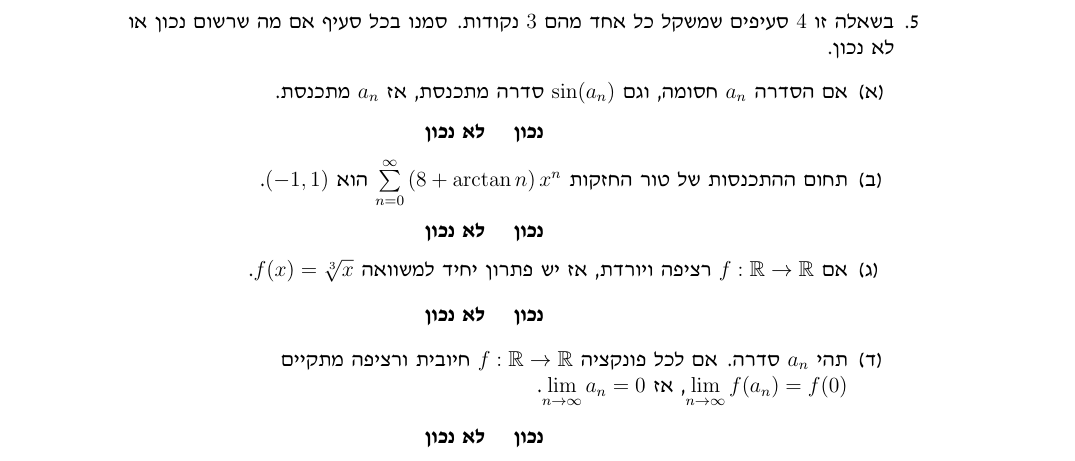 5. בשאלה זו 4 סעיפים שמשקל כל אחד מהם 3 נקודות. סמנו בכל סעיף אם מה שרשום נכון או
לא נכון.
(א) אם הסדרה $a_n$ חסומה, וגם $\sin(a_n)$ סדרה מתכנסת, אז $a_n$ מתכנסת.
נכון לא נכון
(ב) תחום ההתכנסות של טור החזקות $\sum_{n=0}^{\infty} (8 + \arctan n) x^n$ הוא $(-1, 1)$.
נכון לא נכון
(ג) אם $f : \mathbb{R} \to \mathbb{R}$ רציפה ויורדת, אז יש פתרון יחיד למשוואה $f(x) = \sqrt[3]{x}$.
נכון לא נכון
(ד) תהי $a_n$ סדרה. אם לכל פונקציה $f : \mathbb{R} \to \mathbb{R}$ חיובית ורציפה מתקיים
$\lim_{n \to \infty} f(a_n) = f(0)$, אז $\lim_{n \to \infty} a_n = 0$.
נכון לא נכון